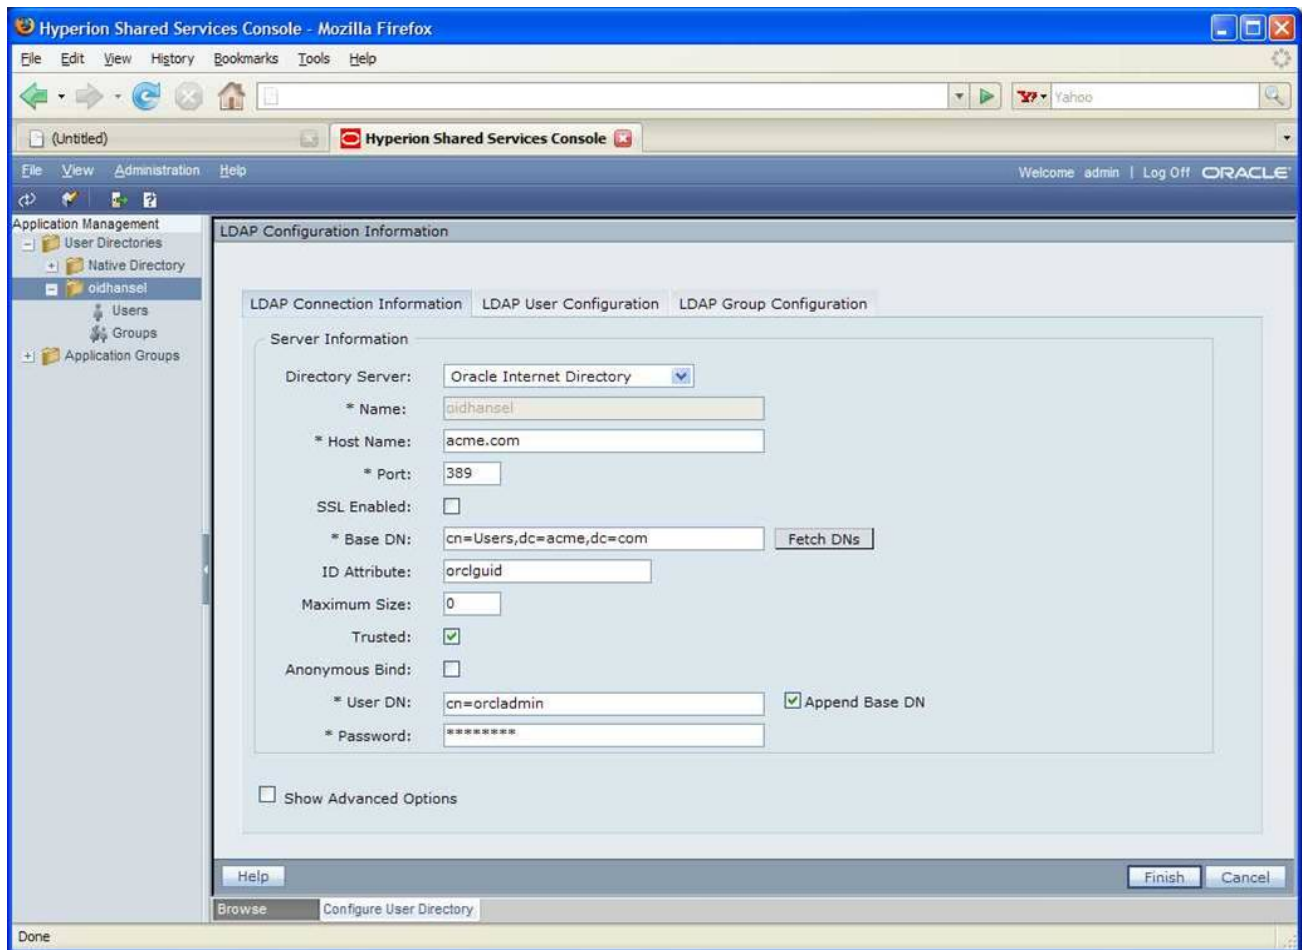 Hyperion Shared Services Console - Mozilla Firefox
File Edit View History Bookmarks Tools Help
Yahoo
(Untitled) Hyperion Shared Services Console
File View Administration Help Welcome admin | Log Off ORACLE
Application Management
User Directories
Native Directory
oidhansel
Users
Groups
Application Groups
LDAP Configuration Information
LDAP Connection Information LDAP User Configuration LDAP Group Configuration
Server Information
Directory Server: Oracle Internet Directory
* Name: oidhansel
* Host Name: acme.com
* Port: 389
SSL Enabled:
* Base DN: cn=Users,dc=acme,dc=com Fetch DNs
ID Attribute: orclguid
Maximum Size: 0
Trusted:
Anonymous Bind:
* User DN: cn=orcladmin Append Base DN
* Password: ********
Show Advanced Options
Help Finish Cancel
Browse Configure User Directory
Done